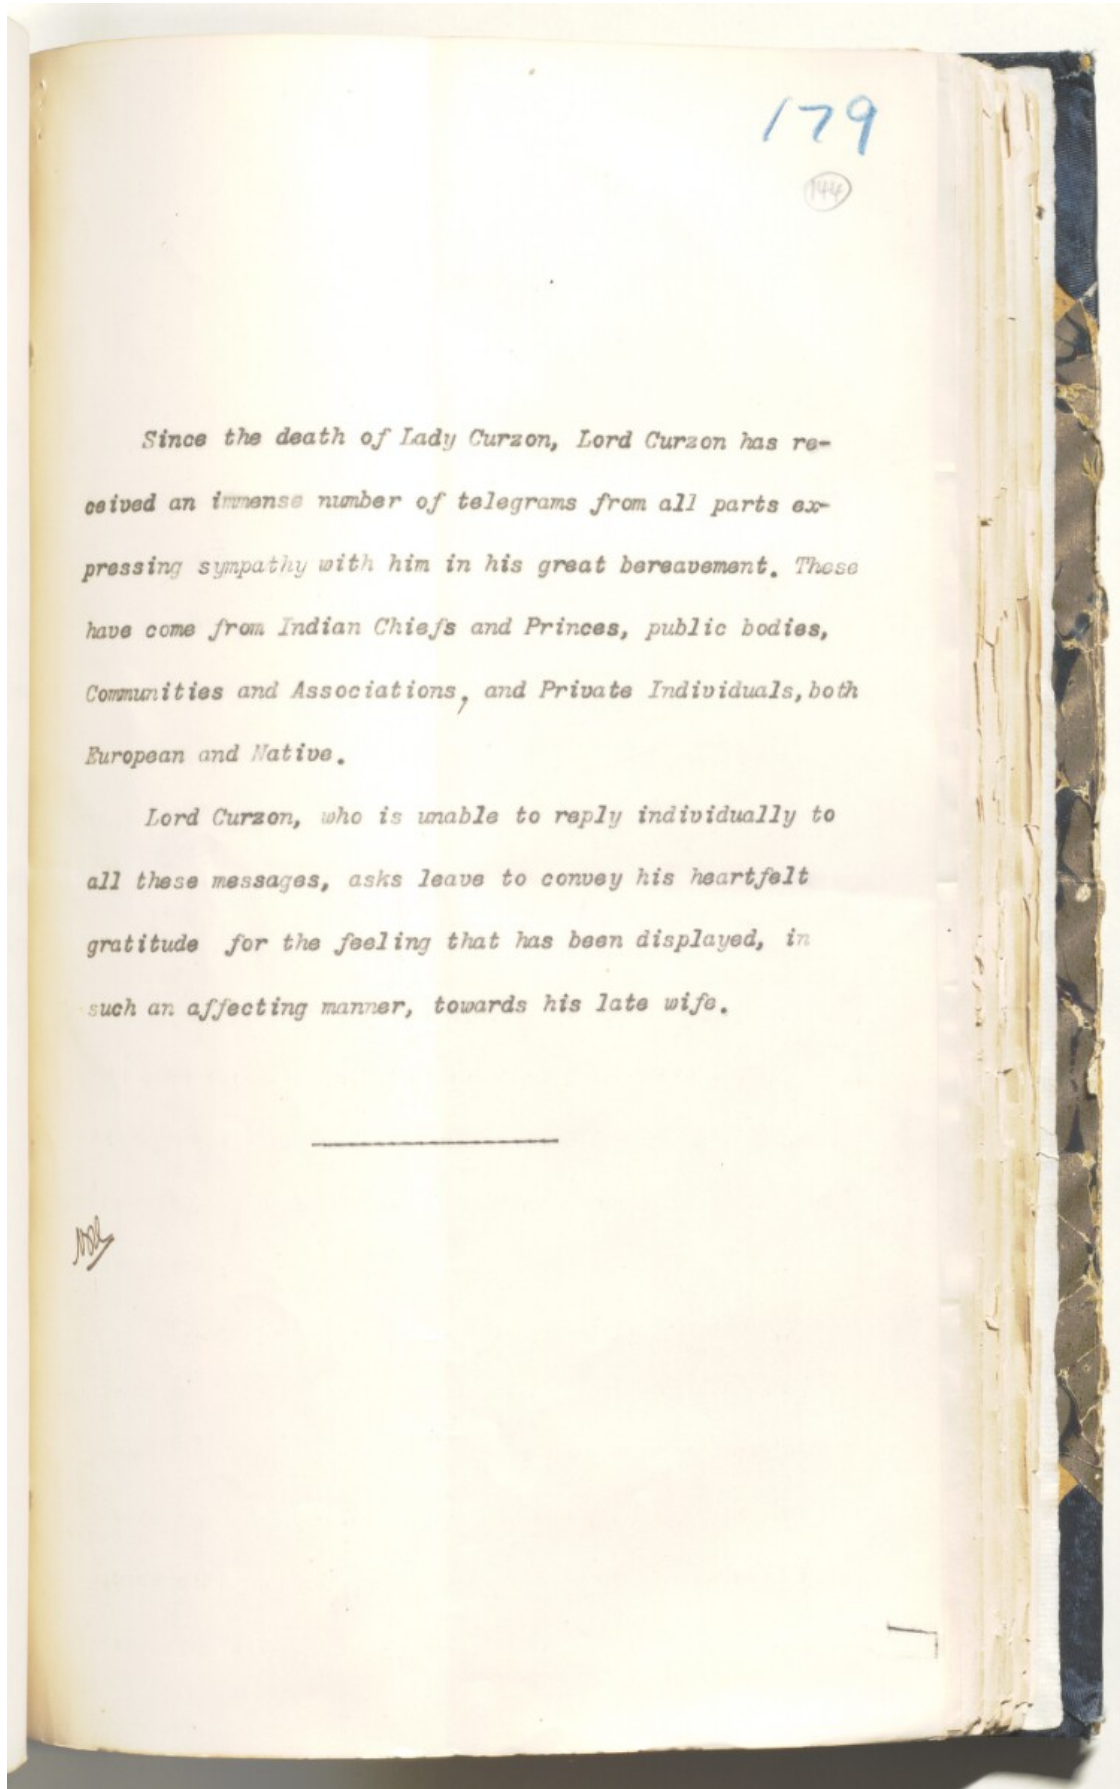 179
144
Since the death of Lady Curzon, Lord Curzon has re-
ceived an immense number of telegrams from all parts ex-
pressing sympathy with him in his great bereavement. These
have come from Indian Chiefs and Princes, public bodies,
Communities and Associations, and Private Individuals, both
European and Native.
Lord Curzon, who is unable to reply individually to
all these messages, asks leave to convey his heartfelt
gratitude for the feeling that has been displayed, in
such an affecting manner, towards his late wife.